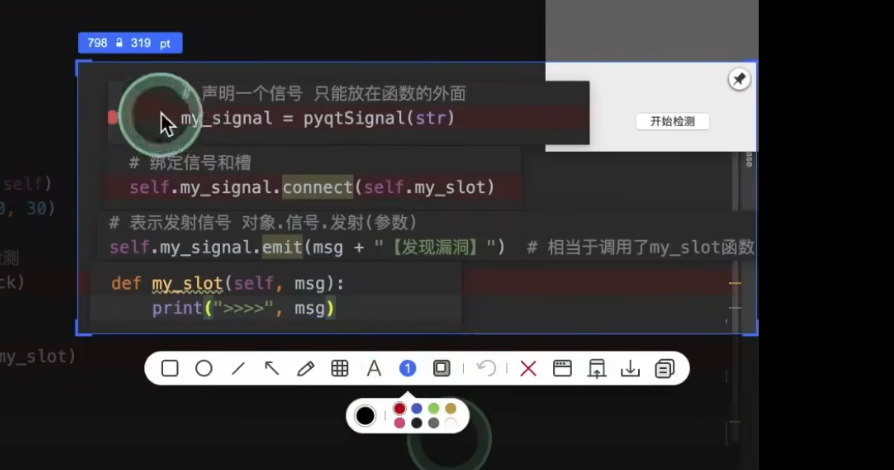 798 319 pt
# 声明一个信号 只能放在函数的外面
my_signal = pyqtSignal(str)
开始检测
# 绑定信号和槽
self.my_signal.connect(self.my_slot)
self)
0, 30)
# 表示发射信号 对象.信号.发射(参数)
self.my_signal.emit(msg + "【发现漏洞】") # 相当于调用了my_slot函数
检测
ck)
def my_slot(self, msg):
print(">>>>", msg)
my_slot)
A
1